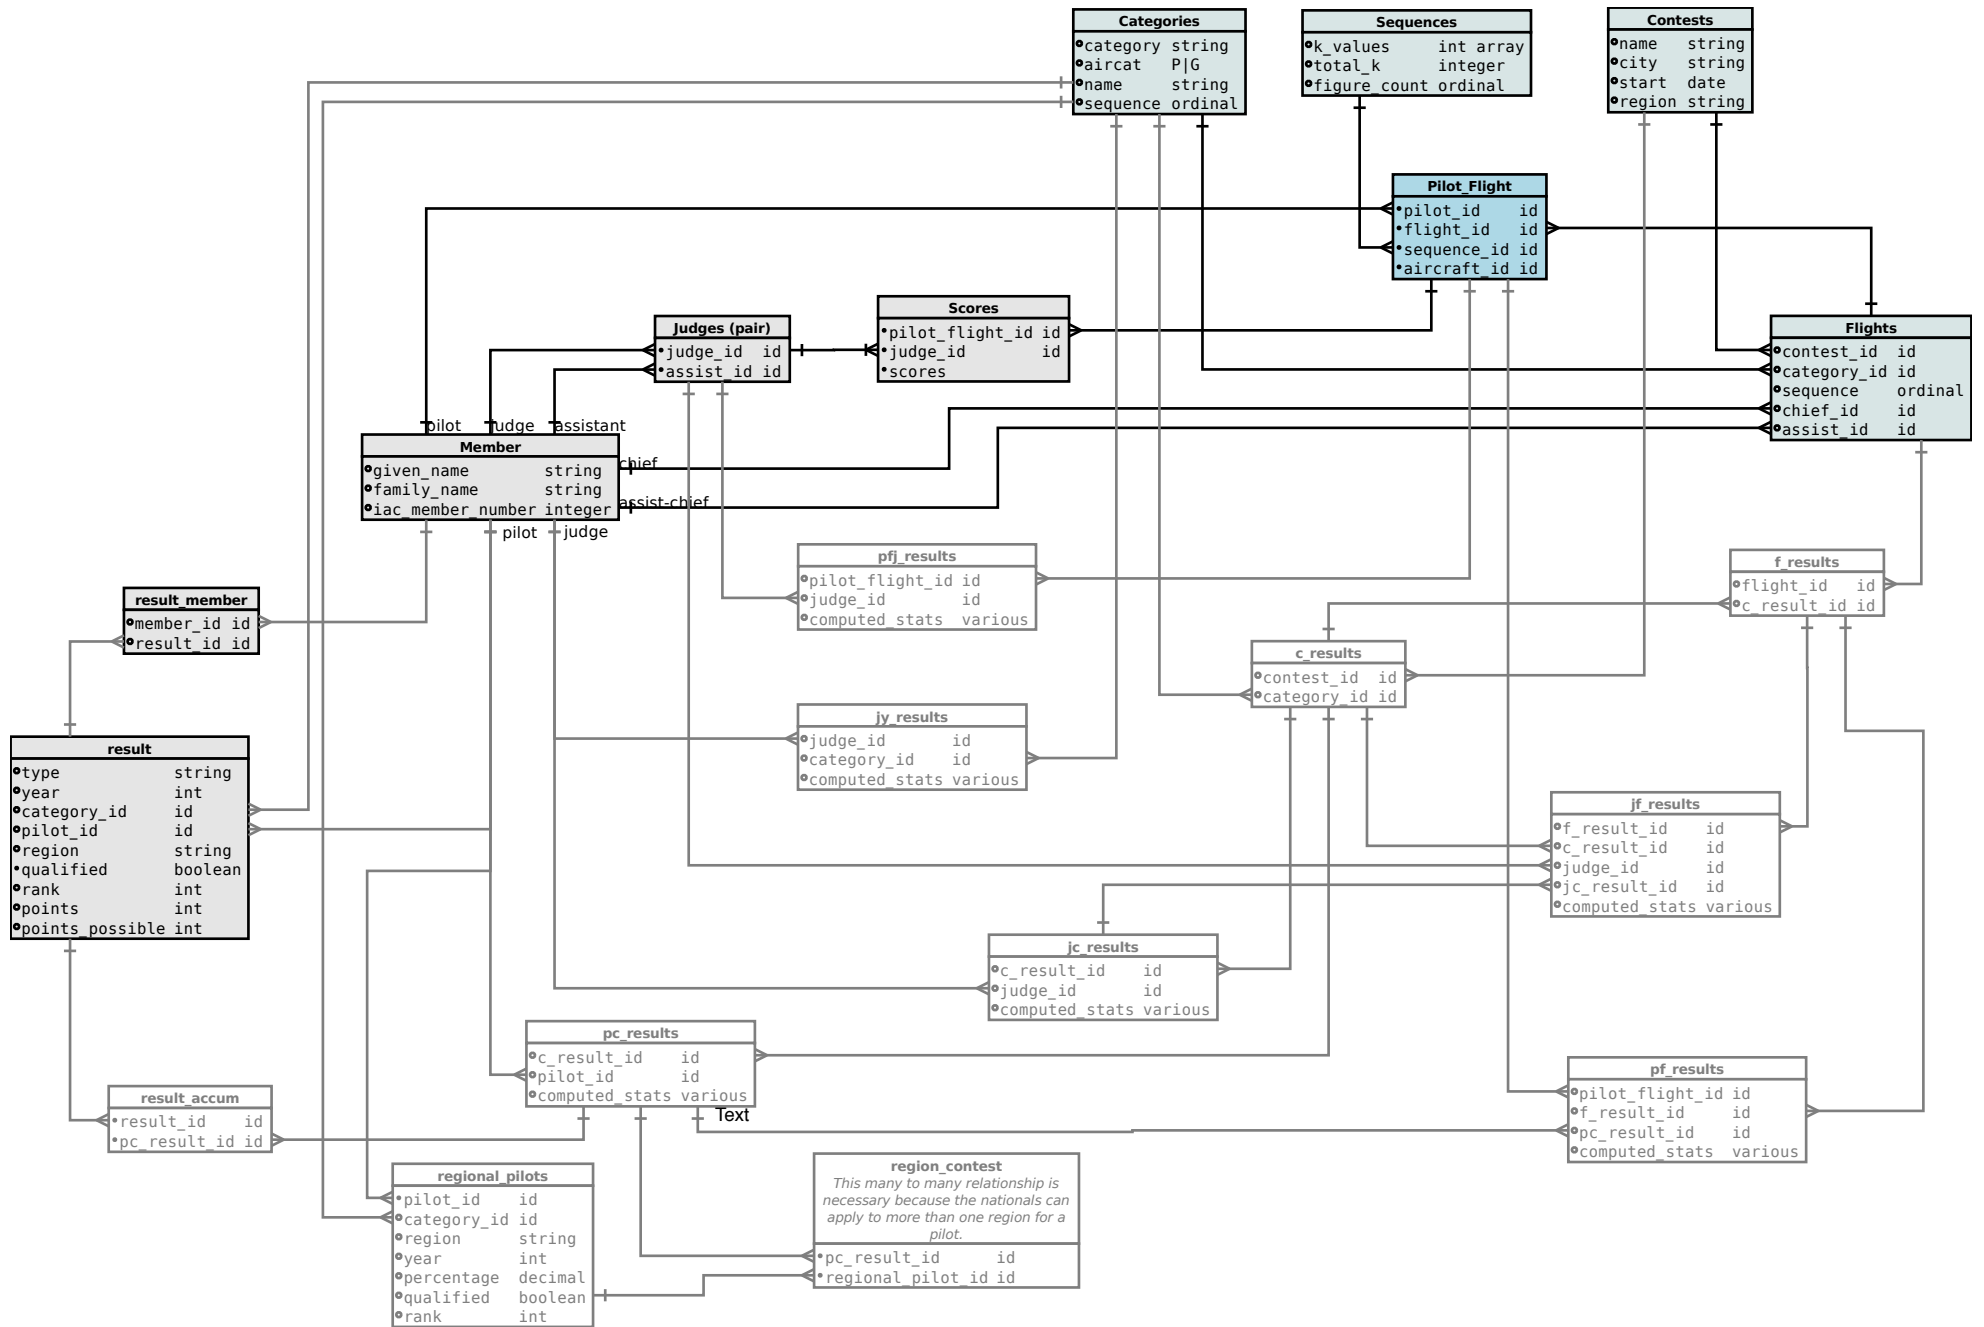 Categories
category string
aircat P|G
name string
sequence ordinal
Sequences
k_values int array
total_k integer
figure_count ordinal
Contests
name string
city string
start date
region string
Pilot_Flight
pilot_id id
flight_id id
sequence_id id
aircraft_id id
Judges (pair)
judge_id id
assist_id id
Scores
pilot_flight_id id
judge_id id
scores
Flights
contest_id id
category_id id
sequence ordinal
chief_id id
assist_id id
pilot
judge
assistant
Member
given_name string
family_name string
iac_member_number integer
chief
assist-chief
pilot
judge
pfj_results
pilot_flight_id id
judge_id id
computed_stats various
f_results
flight_id id
c_result_id id
result_member
member_id id
result_id id
c_results
contest_id id
category_id id
jy_results
judge_id id
category_id id
computed_stats various
result
type string
year int
category_id id
pilot_id id
region string
qualified boolean
rank int
points int
points_possible int
jf_results
f_result_id id
c_result_id id
judge_id id
jc_result_id id
computed_stats various
jc_results
c_result_id id
judge_id id
computed_stats various
pc_results
c_result_id id
pilot_id id
computed_stats various
Text
pf_results
pilot_flight_id id
f_result_id id
pc_result_id id
computed_stats various
result_accum
result_id id
pc_result_id id
regional_pilots
pilot_id id
category_id id
region string
year int
percentage decimal
qualified boolean
rank int
region_contest
This many to many relationship is
necessary because the nationals can
apply to more than one region for a
pilot.
pc_result_id id
regional_pilot_id id